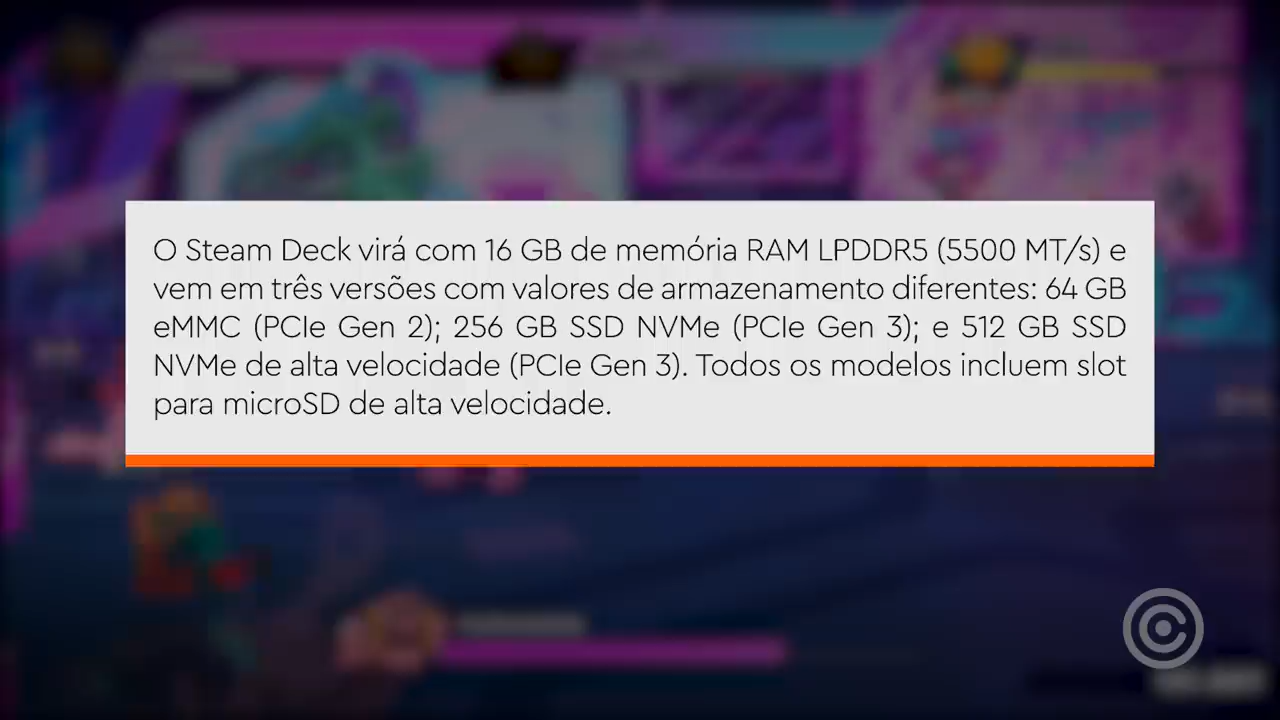 O Steam Deck virá com 16 GB de memória RAM LPDDR5 (5500 MT/s) e
vem em três versões com valores de armazenamento diferentes: 64 GB
eMMC (PCIe Gen 2); 256 GB SSD NVMe (PCIe Gen 3); e 512 GB SSD
NVMe de alta velocidade (PCIe Gen 3). Todos os modelos incluem slot
para microSD de alta velocidade.